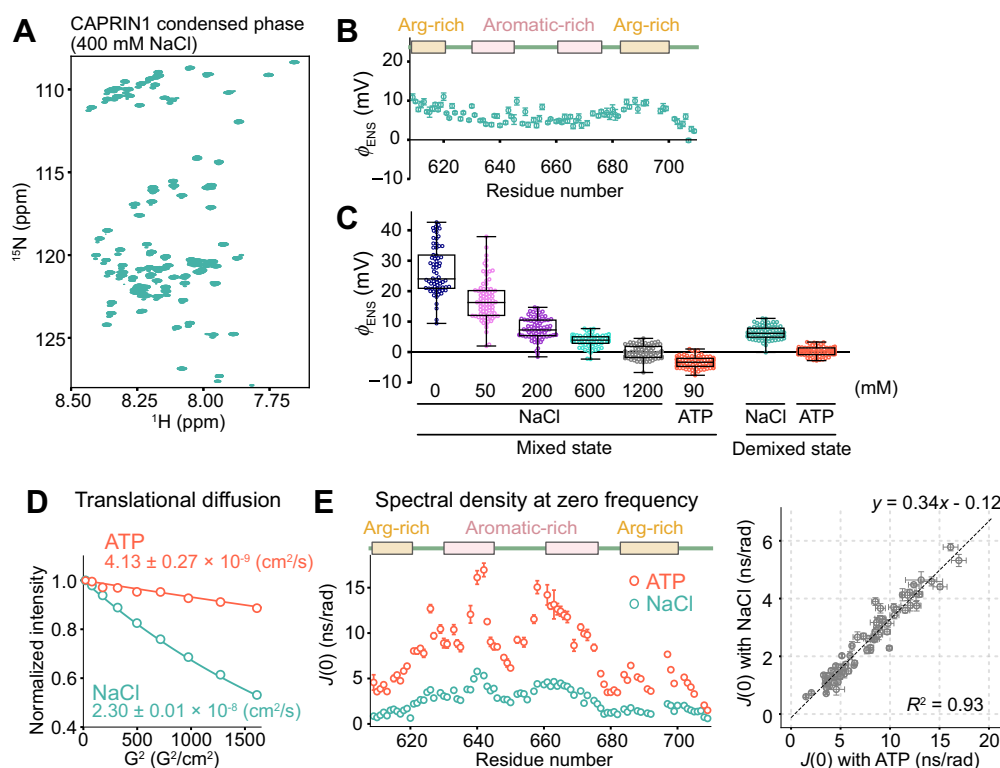 A
CAPRIN1 condensed phase
(400 mM NaCl)
110
115
120
125
¹⁵N (ppm)
8.50 8.25 8.00 7.75
¹H (ppm)
B
Arg-rich Aromatic-rich Arg-rich
20
10
0
−10
ϕENS (mV)
620 640 660 680 700
Residue number
C
40
30
20
10
0
−10
ϕENS (mV)
0 50 200 600 1200 90 (mM)
NaCl ATP NaCl ATP
Mixed state Demixed state
D
Translational diffusion
ATP
4.13 ± 0.27 × 10⁻⁹ (cm²/s)
NaCl
2.30 ± 0.01 × 10⁻⁸ (cm²/s)
1.0
0.8
0.6
0.4
Normalized intensity
0 500 1000 1500
G² (G²/cm²)
E
Spectral density at zero frequency
Arg-rich Aromatic-rich Arg-rich
ATP
NaCl
15
10
5
0
J(0) (ns/rad)
620 640 660 680 700
Residue number
y = 0.34x - 0.12
R² = 0.93
6
4
2
0
J(0) with NaCl (ns/rad)
0 5 10 15 20
J(0) with ATP (ns/rad)